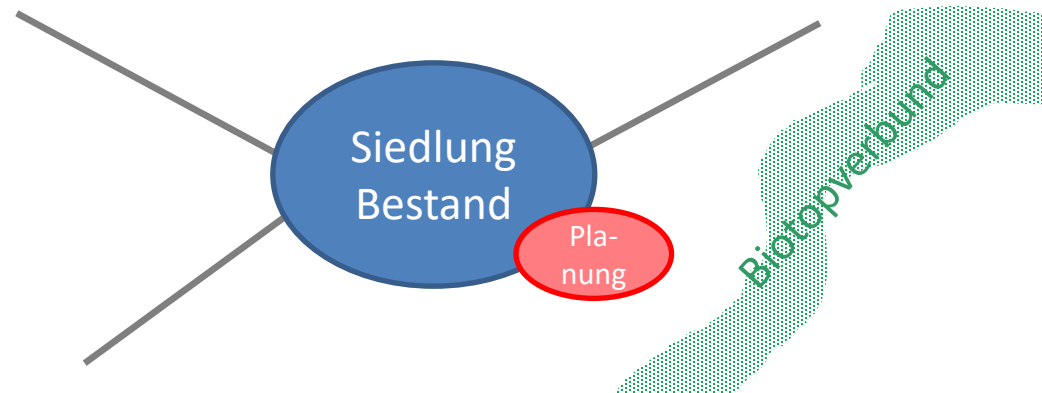 Siedlung
Bestand
Pla-
nung
Biotopverbund